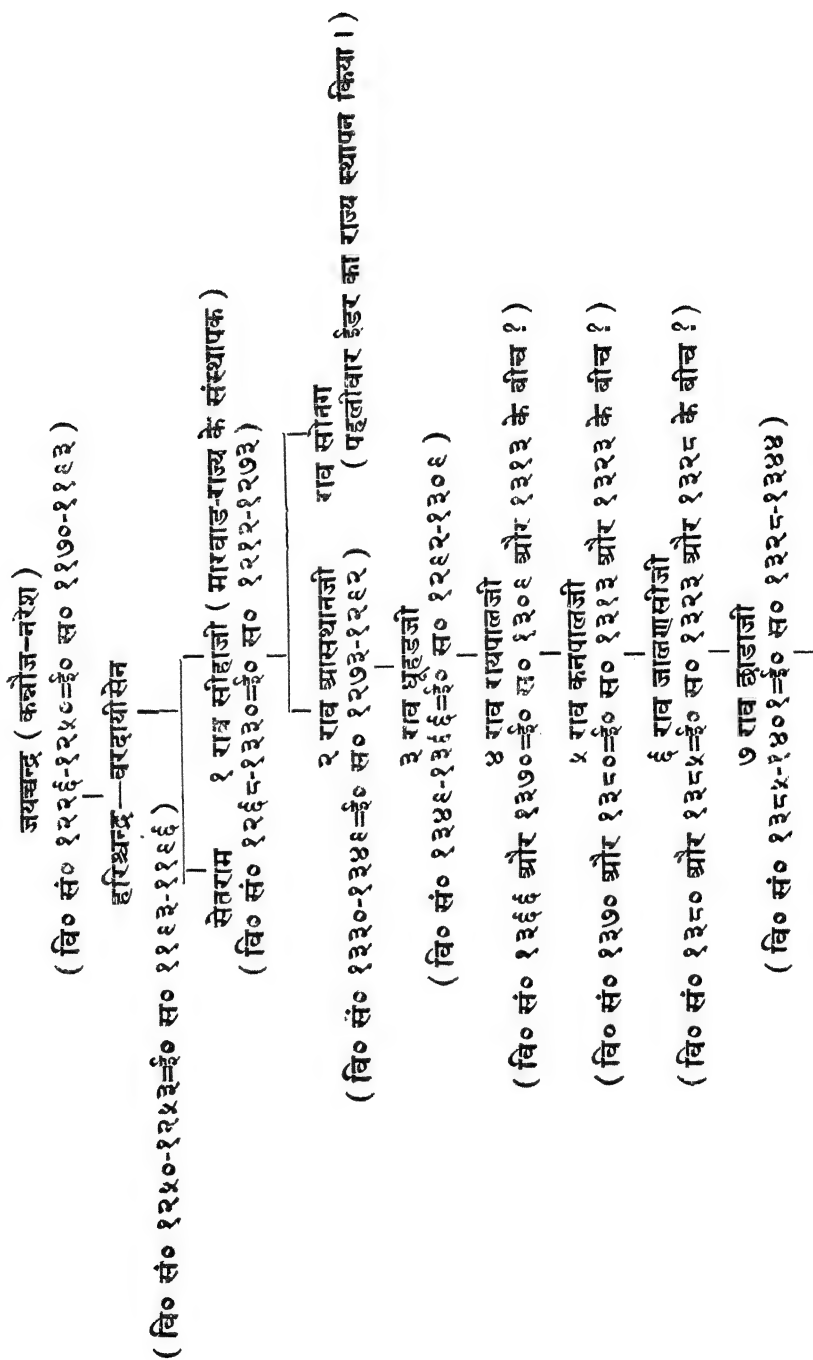 जयच्चन्द्र ( कन्नौज-नरेश )
( वि० सं० १२२६-१२५०=ई० स० ११७०-११९३ )
हरिश्चन्द्र—वरदायीसेन
( वि० सं० १२५०-१२५३=ई० स० ११९३-११९६ )
सेतराम १ राव सीहाजी ( मारवाड़-राज्य के संस्थापक )
( वि० सं० १२६८-१३३०=ई० स० १२१२-१२७३ )
२ राव आसथानजी राव सोनग
( वि० सं० १३३०-१३४९=ई० स० १२७३-१२९२ ) ( पहलीवार ईडर का राज्य स्थापन किया । )
३ राव धूहडजी
( वि० सं० १३४९-१३६६=ई० स० १२९२-१३०९ )
४ राव रायपालजी
( वि० सं० १३६६ और १३७०=ई० स० १३०९ और १३१३ के बीच ? )
५ राव कनपालजी
( वि० सं० १३७० और १३८०=ई० स० १३१३ और १३२३ के बीच ? )
६ राव जालणसीजी
( वि० सं० १३८० और १३८५=ई० स० १३२३ और १३२८ के बीच ? )
७ राव छाडाजी
( वि० सं० १३८५-१४०१=ई० स० १३२८-१३४४ )